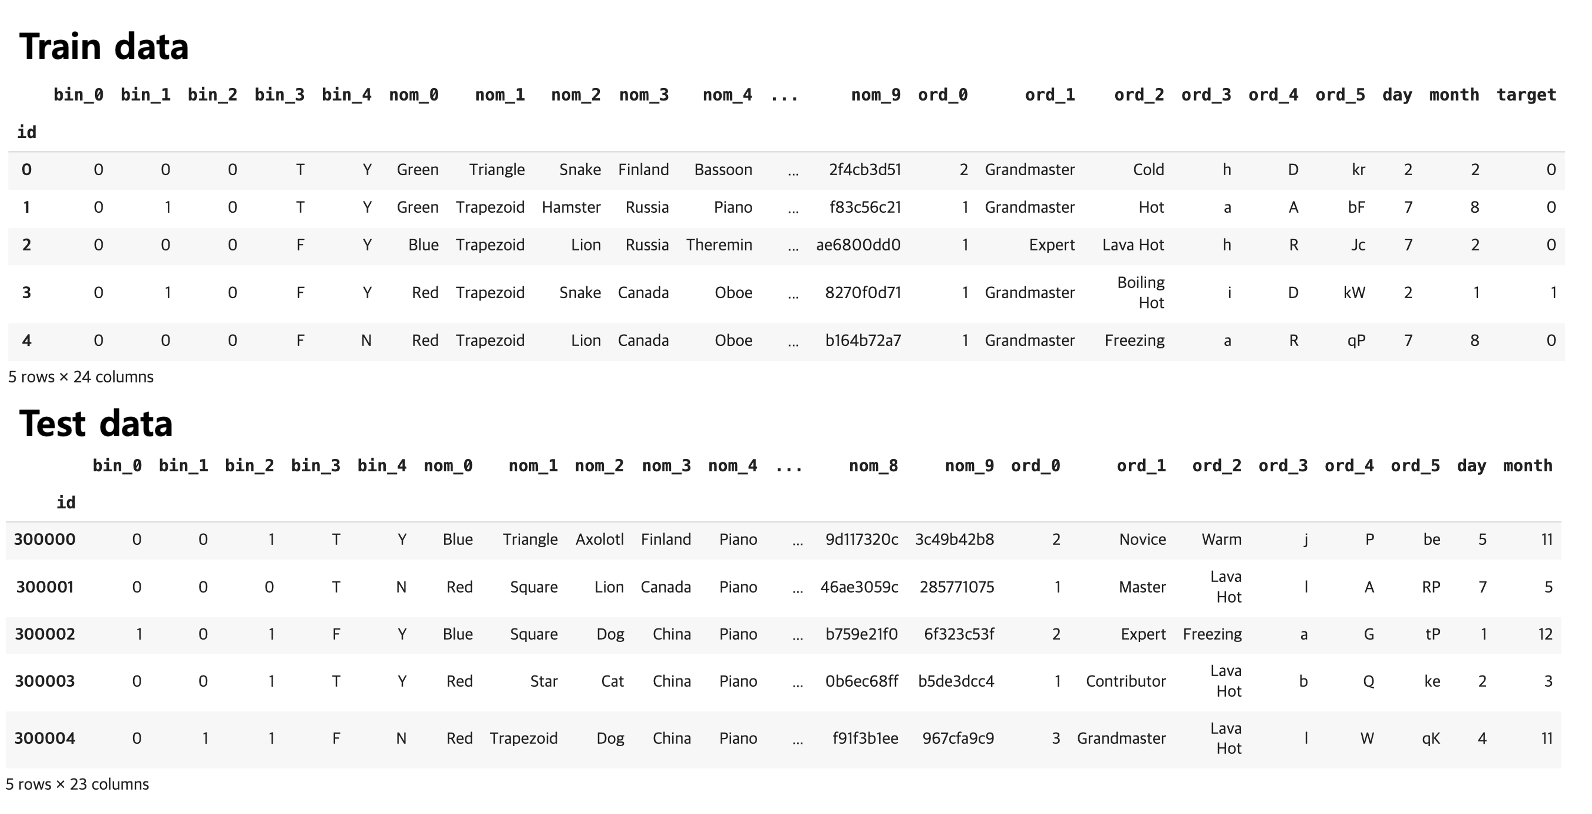 Train data
bin_0 bin_1 bin_2 bin_3 bin_4 nom_0 nom_1 nom_2 nom_3 nom_4 ... nom_9 ord_0 ord_1 ord_2 ord_3 ord_4 ord_5 day month target
id
0 0 0 0 T Y Green Triangle Snake Finland Bassoon ... 2f4cb3d51 2 Grandmaster Cold h D kr 2 2 0
1 0 1 0 T Y Green Trapezoid Hamster Russia Piano ... f83c56c21 1 Grandmaster Hot a A bF 7 8 0
2 0 0 0 F Y Blue Trapezoid Lion Russia Theremin ... ae6800dd0 1 Expert Lava Hot h R Jc 7 2 0
3 0 1 0 F Y Red Trapezoid Snake Canada Oboe ... 8270f0d71 1 Grandmaster Boiling Hot i D kW 2 1 1
4 0 0 0 F N Red Trapezoid Lion Canada Oboe ... b164b72a7 1 Grandmaster Freezing a R qP 7 8 0
5 rows × 24 columns
Test data
bin_0 bin_1 bin_2 bin_3 bin_4 nom_0 nom_1 nom_2 nom_3 nom_4 ... nom_8 nom_9 ord_0 ord_1 ord_2 ord_3 ord_4 ord_5 day month
id
300000 0 0 1 T Y Blue Triangle Axolotl Finland Piano ... 9d117320c 3c49b42b8 2 Novice Warm j P be 5 11
300001 0 0 0 T N Red Square Lion Canada Piano ... 46ae3059c 285771075 1 Master Lava Hot l A RP 7 5
300002 1 0 1 F Y Blue Square Dog China Piano ... b759e21f0 6f323c53f 2 Expert Freezing a G tP 1 12
300003 0 0 1 T Y Red Star Cat China Piano ... 0b6ec68ff b5de3dcc4 1 Contributor Lava Hot b Q ke 2 3
300004 0 1 1 F N Red Trapezoid Dog China Piano ... f91f3b1ee 967cfa9c9 3 Grandmaster Lava Hot l W qK 4 11
5 rows × 23 columns